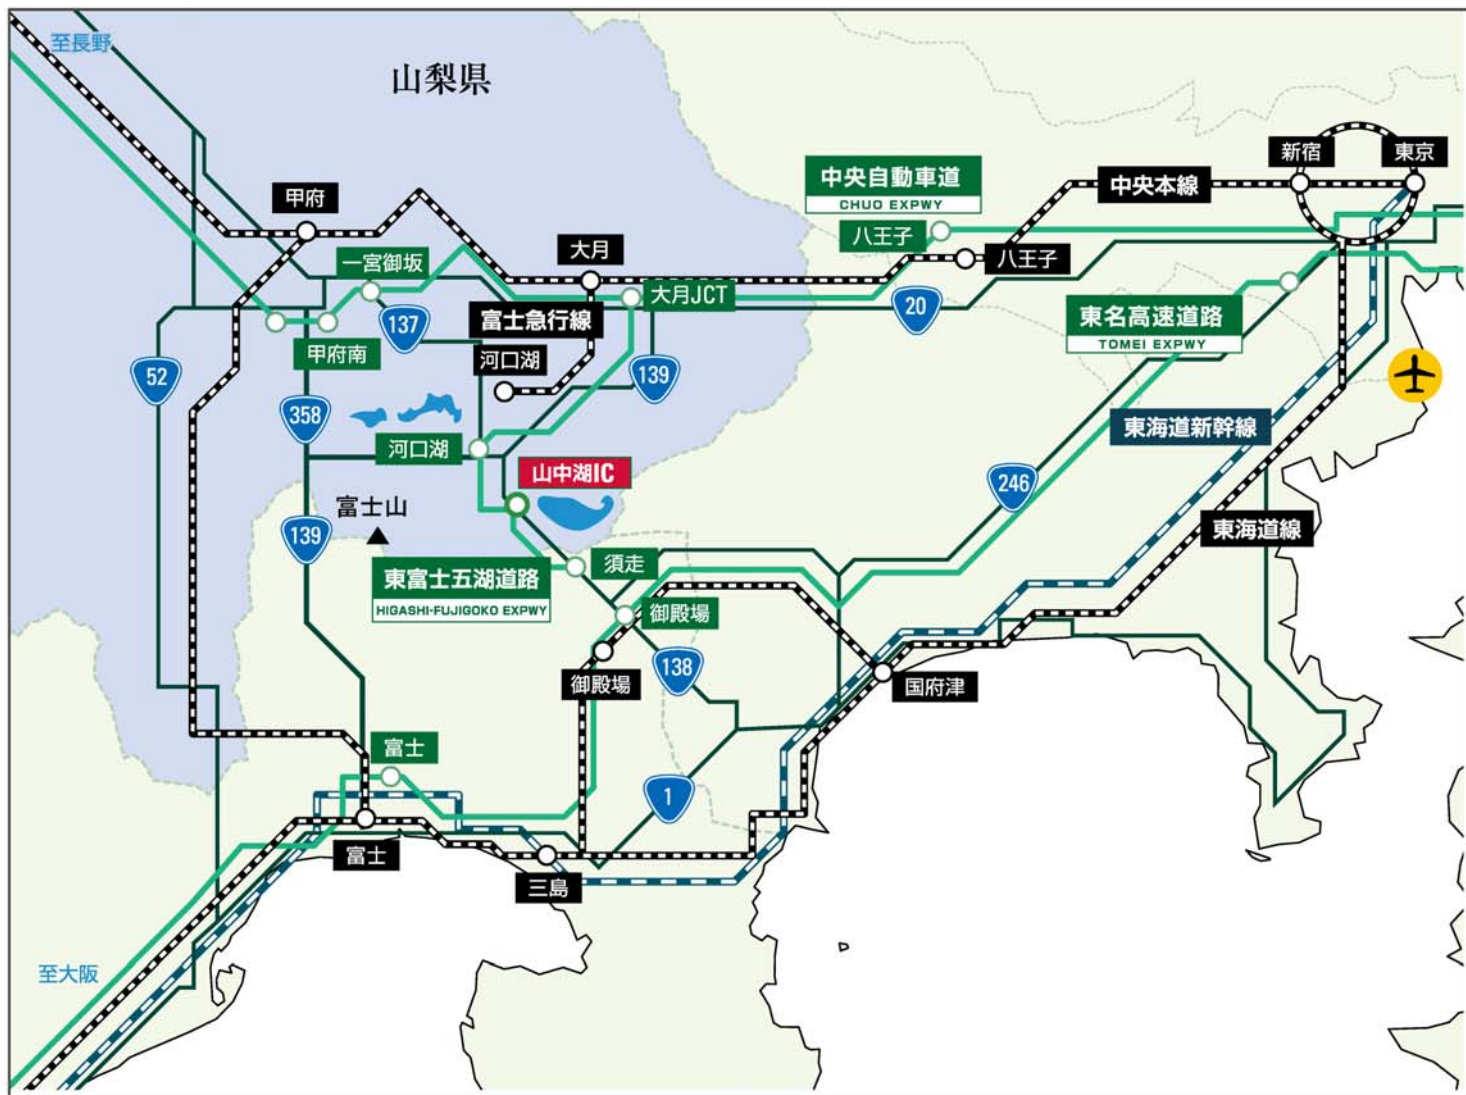 至長野
山梨県
新宿
東京
中央自動車道
CHUO EXPWY
中央本線
甲府
八王子
八王子
大月
一宮御坂
大月JCT
20
東名高速道路
TOMEI EXPWY
137
富士急行線
甲府南
河口湖
52
139
358
東海道新幹線
河口湖
山中湖IC
246
富士山
139
東海道線
須走
東富士五湖道路
HIGASHI-FUJIGOKO EXPWY
御殿場
138
御殿場
国府津
富士
1
富士
三島
至大阪